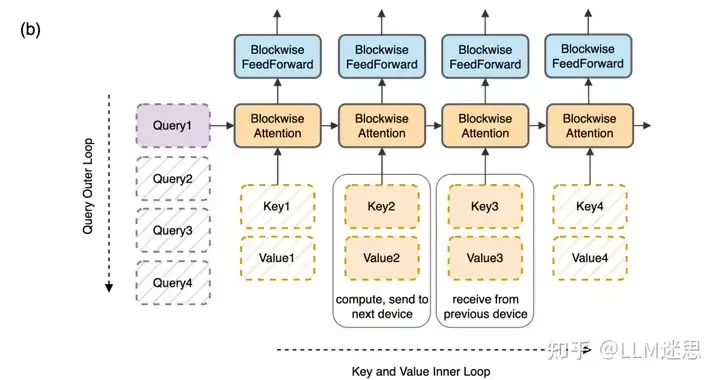 (b)
Blockwise
FeedForward
Blockwise
FeedForward
Blockwise
FeedForward
Blockwise
FeedForward
Query Outer Loop
Query1
Blockwise
Attention
Blockwise
Attention
Blockwise
Attention
Blockwise
Attention
Query2
Query3
Query4
Key1
Key2
Key3
Key4
Value1
Value2
Value3
Value4
compute, send to
next device
receive from
previous device
Key and Value Inner Loop
知乎 @LLM迷思